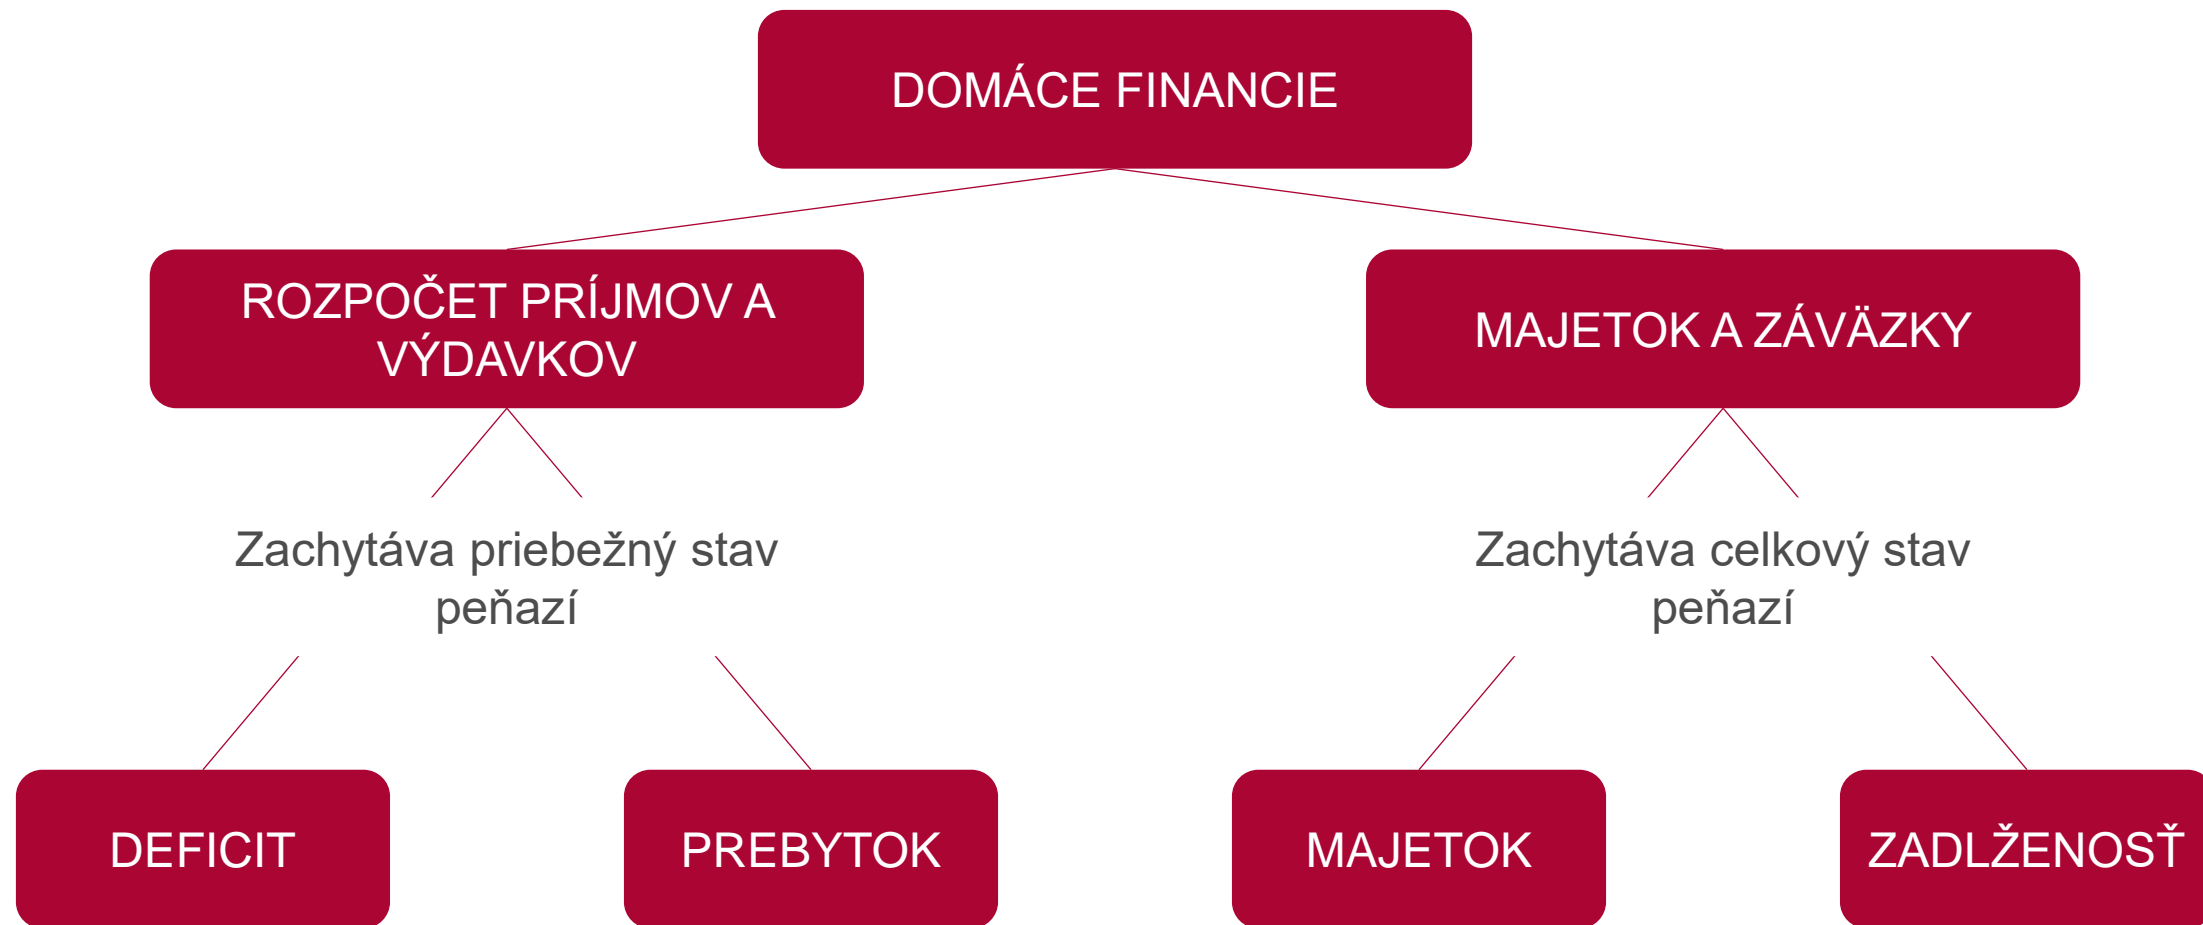 DOMÁCE FINANCIE
ROZPOČET PRÍJMOV A
VÝDAVKOV
MAJETOK A ZÁVÄZKY
Zachytáva priebežný stav
peňazí
Zachytáva celkový stav
peňazí
DEFICIT
PREBYTOK
MAJETOK
ZADLŽENOSŤ